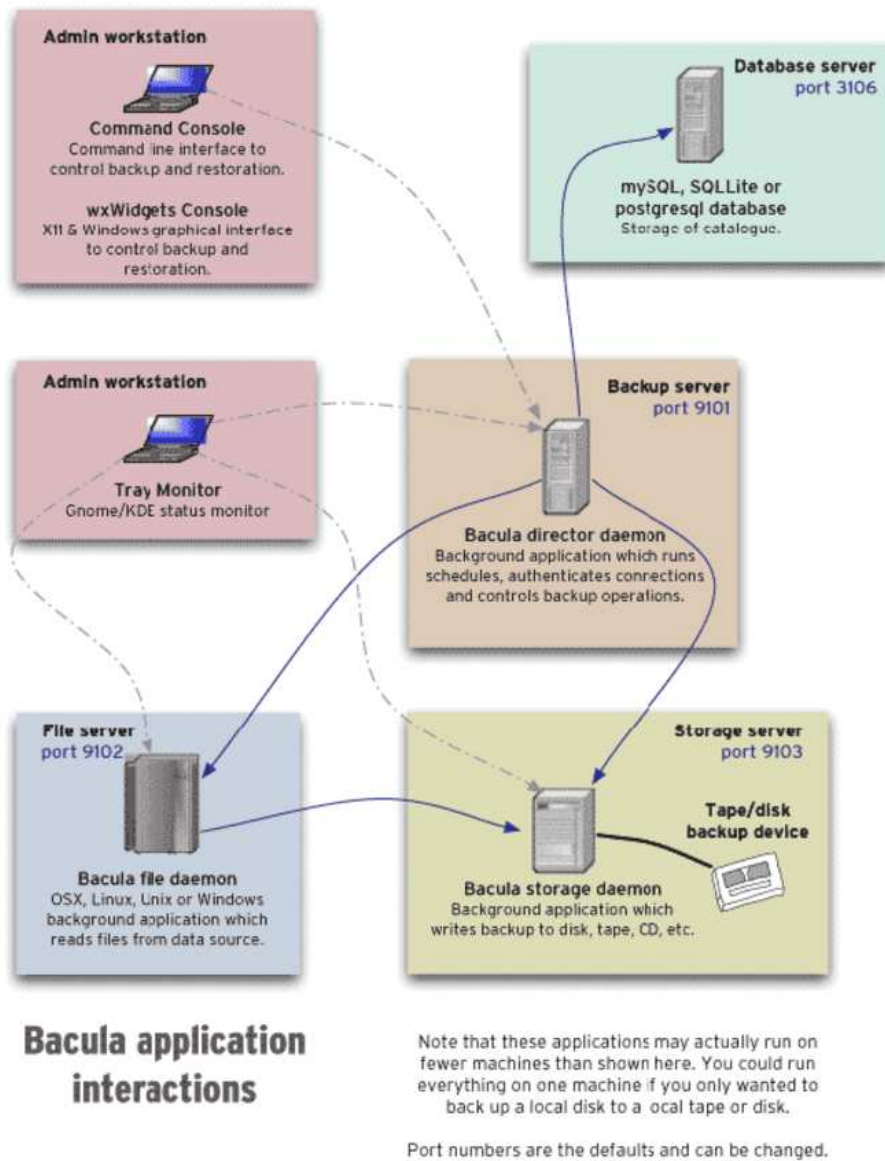 Admin workstation
Command Console
Command line interface to
control backup and restoration.
wxWidgets Console
X11 & Windows graphical interface
to control backup and
restoration.
Database server
port 3106
mySQL, SQLLite or
postgresql database
Storage of catalogue.
Admin workstation
Tray Monitor
Gnome/KDE status monitor
Backup server
port 9101
Bacula director daemon
Background application which runs
schedules, authenticates connections
and controls backup operations.
File server
port 9102
Bacula file daemon
OSX, Linux, Unix or Windows
background application which
reads files from data source.
Storage server
port 9103
Tape/disk
backup device
Bacula storage daemon
Background application which
writes backup to disk, tape, CD, etc.
Bacula application
interactions
Note that these applications may actually run on
fewer machines than shown here. You could run
everything on one machine if you only wanted to
back up a local disk to a local tape or disk.
Port numbers are the defaults and can be changed.